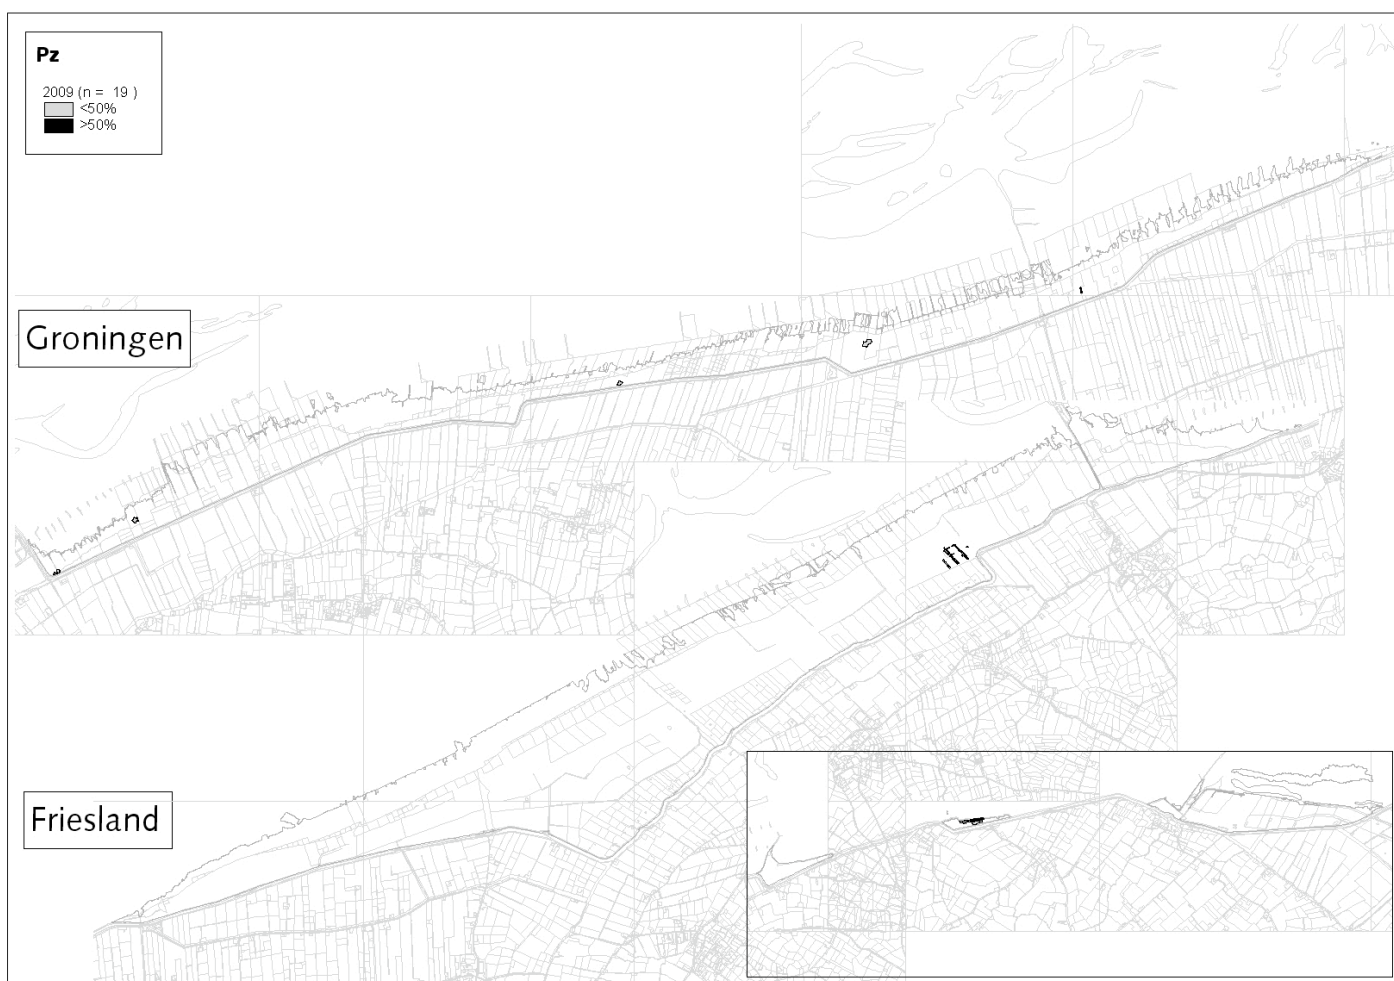 Pz
2009 (n = 19 )
<50%
>50%
Groningen
Friesland